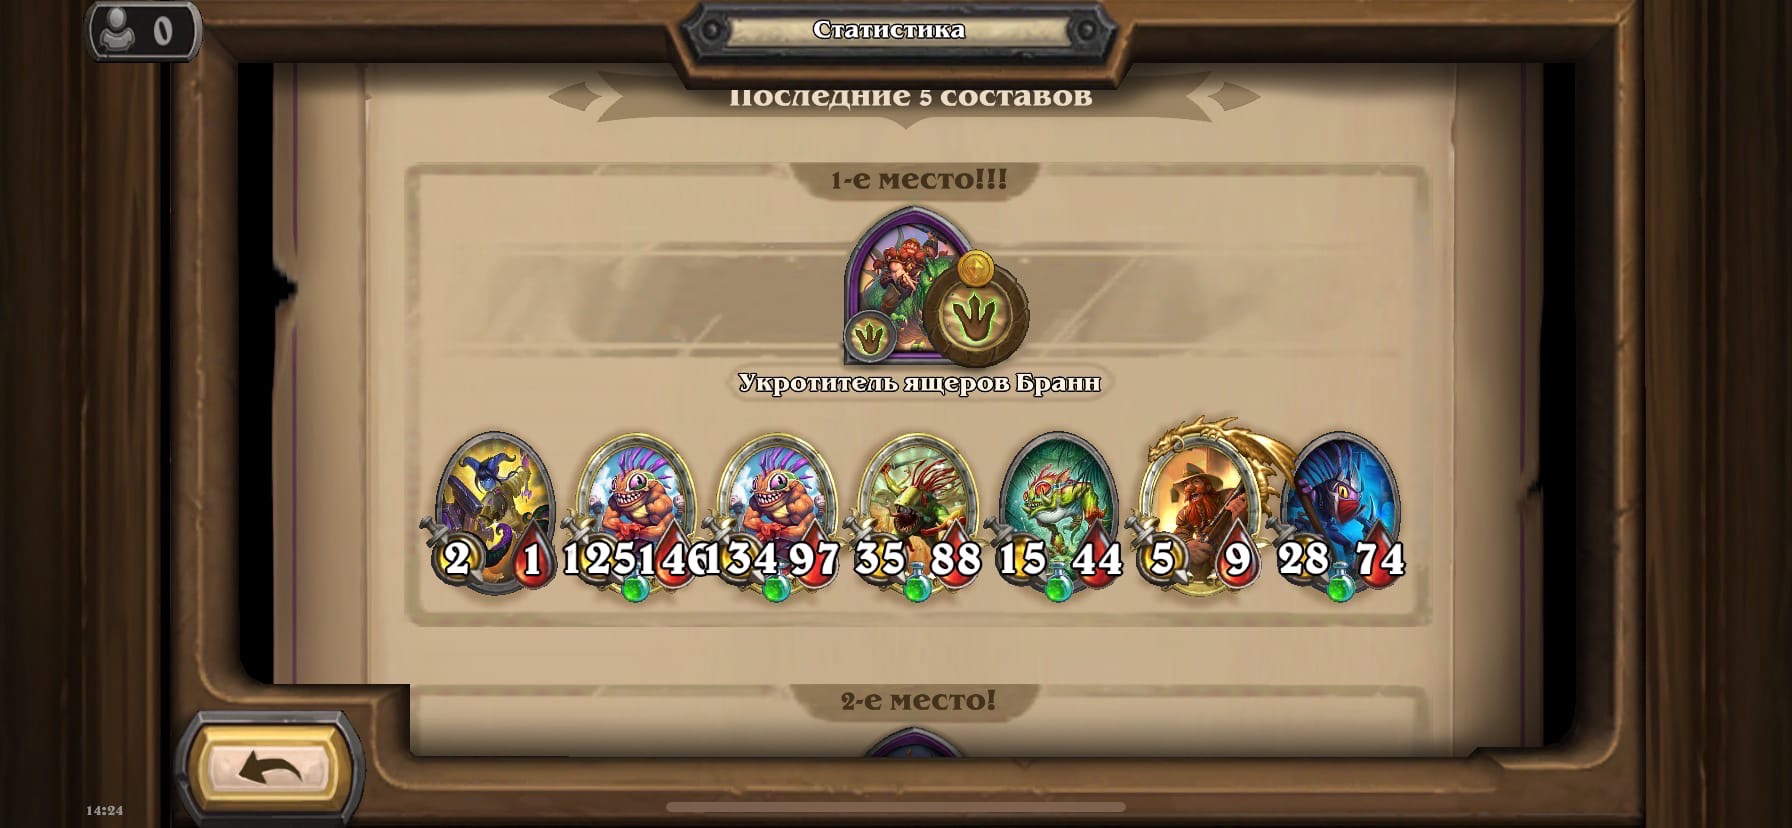 0
Статистика
Последние 5 составов
1-е место!!!
Укротитель ящеров Бранн
2 1 125 146 134 97 35 88 15 44 5 9 28 74
2-е место!
14:24